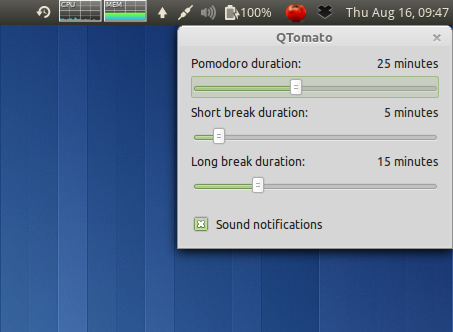 CPU MEM 100% Thu Aug 16, 09:47
QTomato
Pomodoro duration: 25 minutes
Short break duration: 5 minutes
Long break duration: 15 minutes
Sound notifications